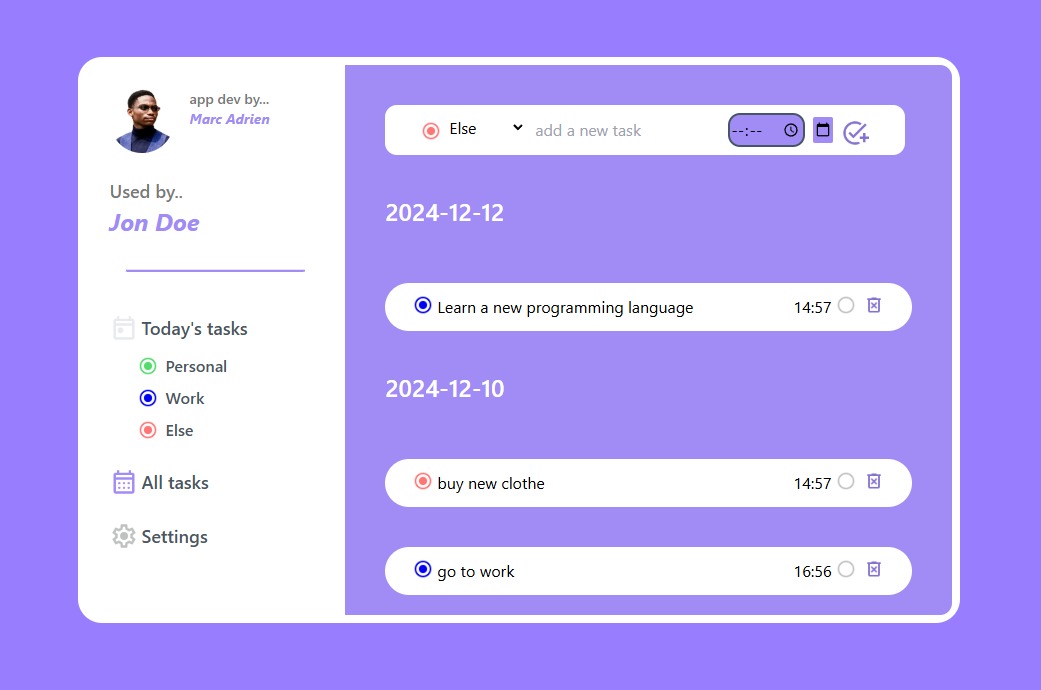 app dev by...
Marc Adrien
Used by..
Jon Doe
Today's tasks
Personal
Work
Else
All tasks
Settings
Else add a new task --:--
2024-12-12
Learn a new programming language 14:57
2024-12-10
buy new clothe 14:57
go to work 16:56